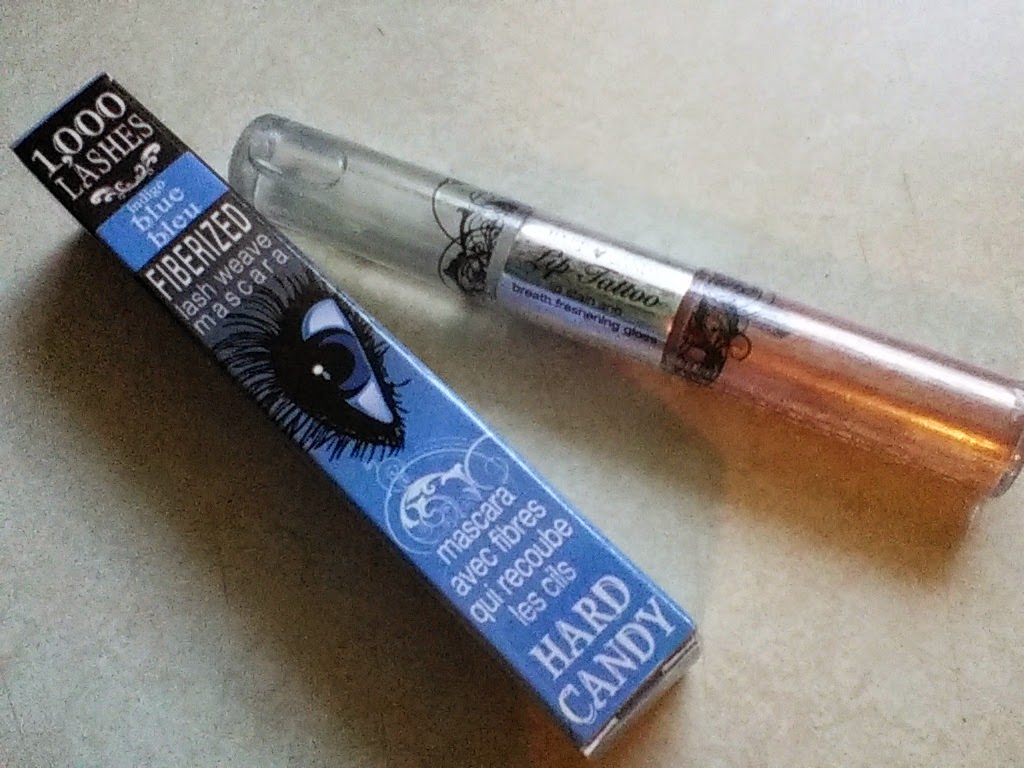 1,000
LASHES
indigo
blue
bleu
FIBERIZED
lash weave
mascara
mascara
avec fibres
qui recoube
les cils
HARD
CANDY
Lip Tattoo
breath freshening gloss